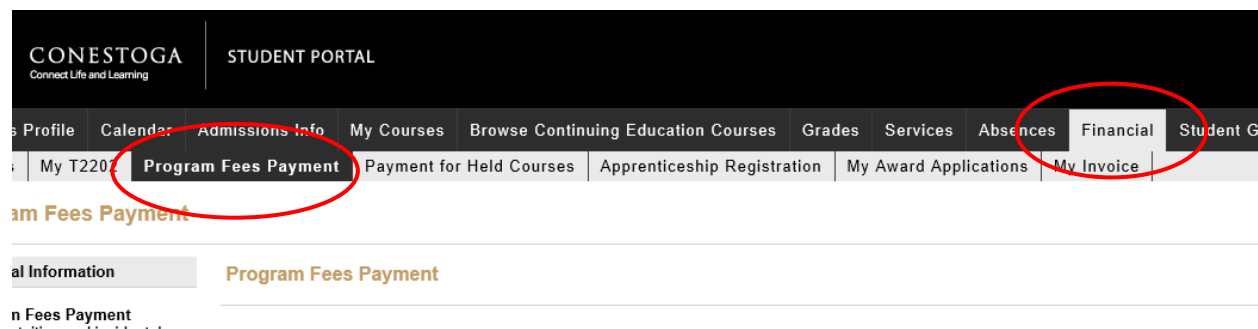 CONESTOGA
Connect Life and Learning
STUDENT PORTAL
s Profile Calendar Admissions Info My Courses Browse Continuing Education Courses Grades Services Absences Financial Student G
s My T2202 Program Fees Payment Payment for Held Courses Apprenticeship Registration My Award Applications My Invoice
am Fees Payment
al Information
Program Fees Payment
n Fees Payment